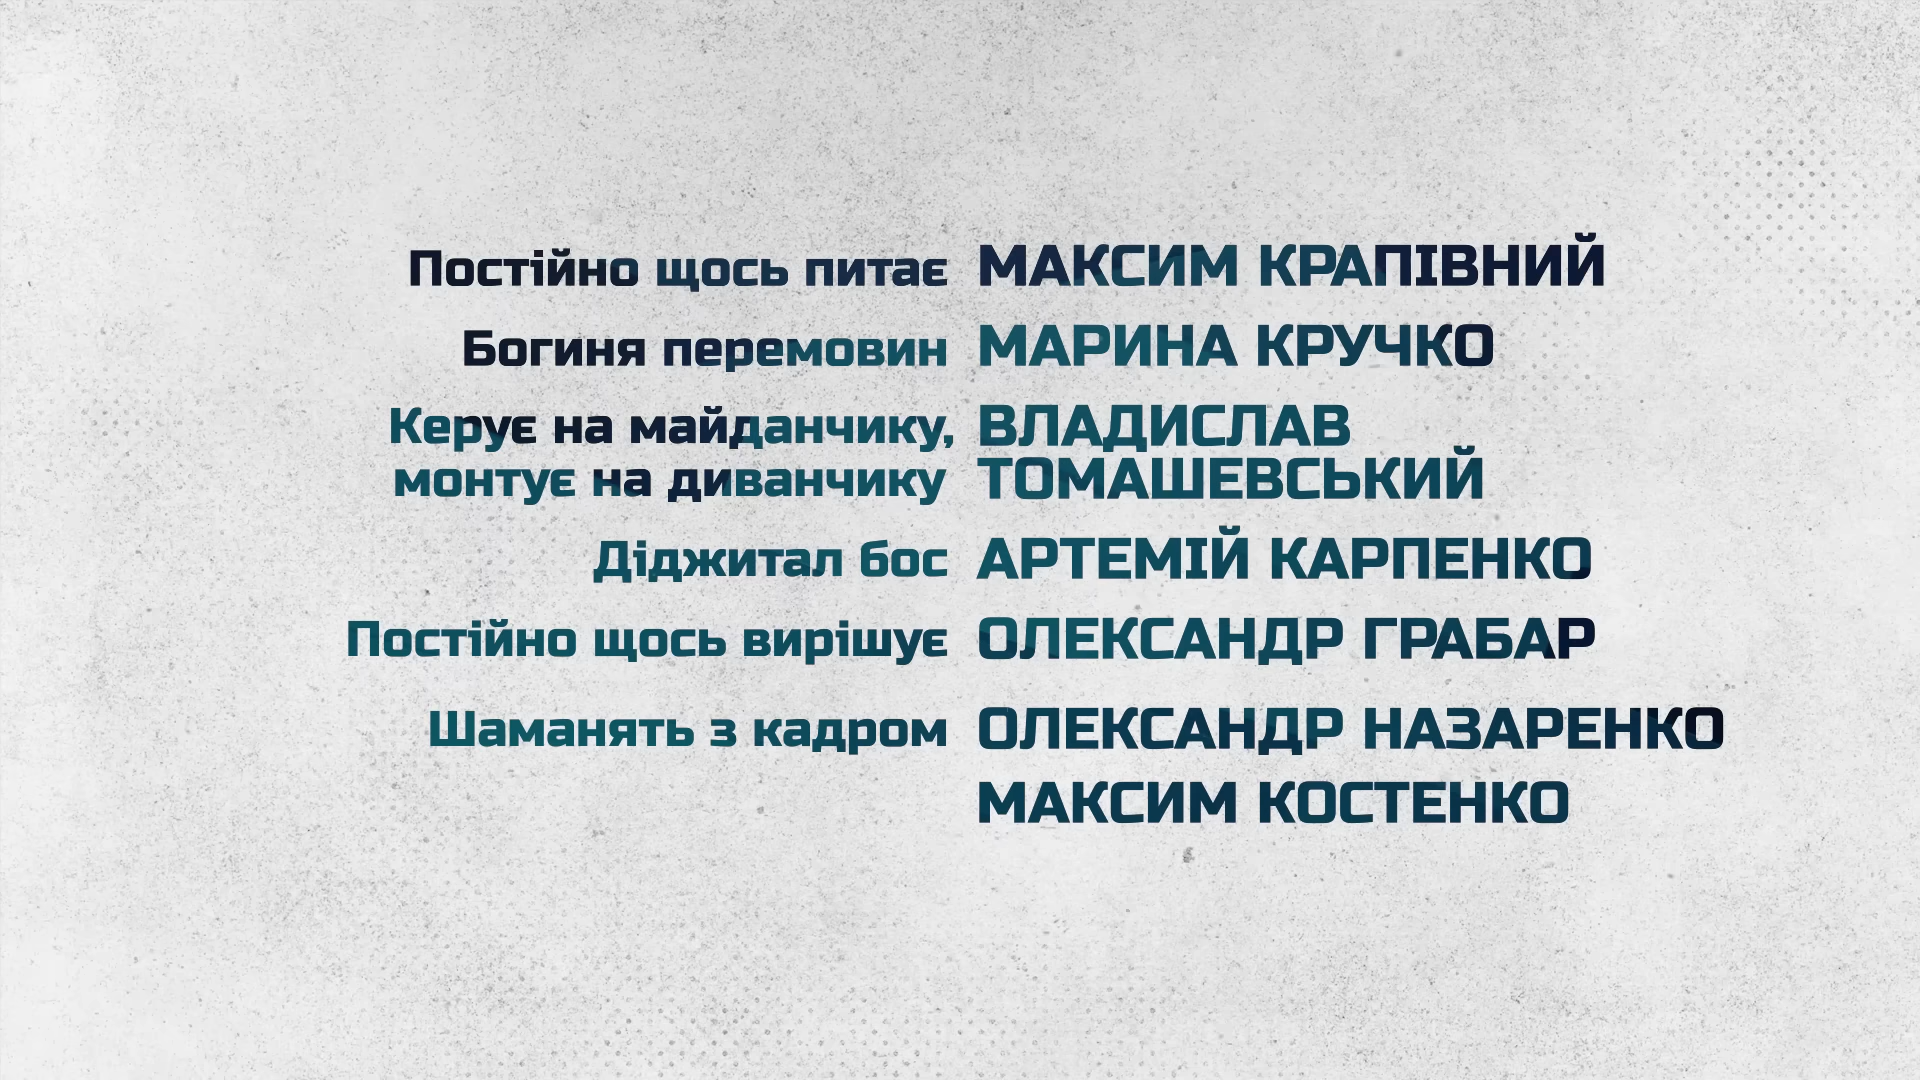 Постійно щось питає МАКСИМ КРАПІВНИЙ
Богиня перемовин МАРИНА КРУЧКО
Керує на майданчику, ВЛАДИСЛАВ
монтує на диванчику ТОМАШЕВСЬКИЙ
Діджитал бос АРТЕМІЙ КАРПЕНКО
Постійно щось вирішує ОЛЕКСАНДР ГРАБАР
Шаманять з кадром ОЛЕКСАНДР НАЗАРЕНКО
МАКСИМ КОСТЕНКО